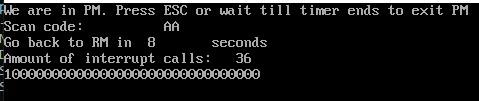 We are in PM. Press ESC or wait till timer ends to exit PM
Scan code: AA
Go back to RM in 8 seconds
Amount of interrupt calls: 36
10000000000000000000000000000000